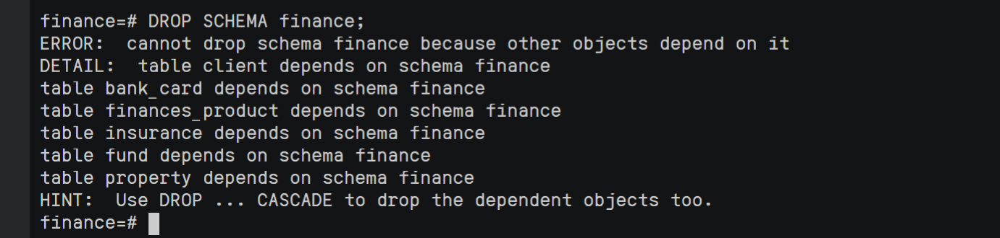 finance=# DROP SCHEMA finance;
ERROR:  cannot drop schema finance because other objects depend on it
DETAIL:  table client depends on schema finance
table bank_card depends on schema finance
table finances_product depends on schema finance
table insurance depends on schema finance
table fund depends on schema finance
table property depends on schema finance
HINT:  Use DROP ... CASCADE to drop the dependent objects too.
finance=#